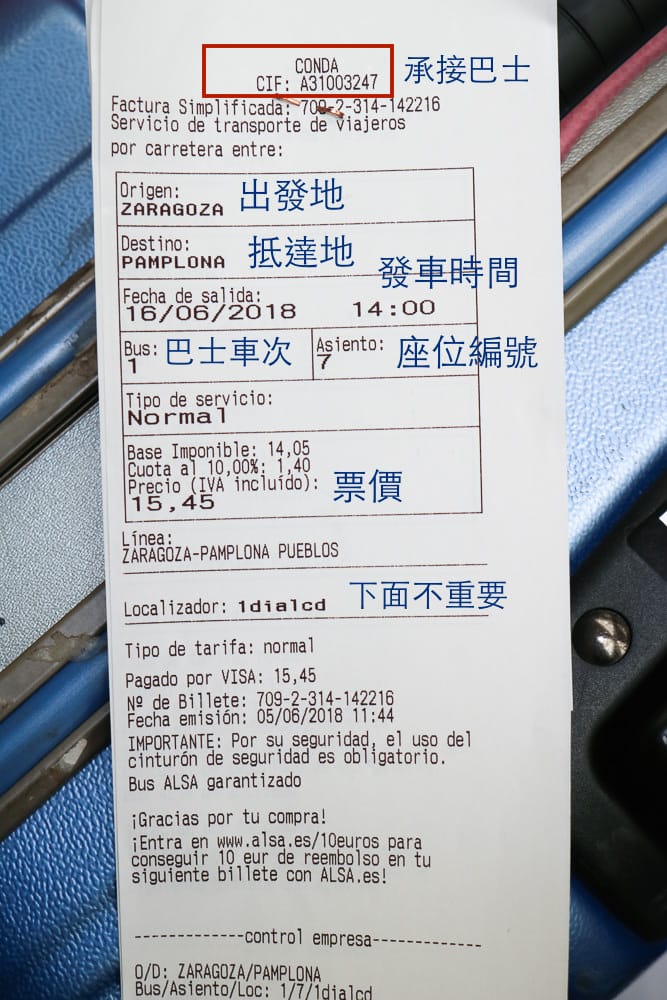 CONDA
CIF: A31003247 承接巴士
Factura Simplificada: 709-2-314-142216
Servicio de transporte de viajeros
por carretera entre:
Origen: 出發地
ZARAGOZA
Destino: 抵達地
PAMPLONA
發車時間
Fecha de salida:
16/06/2018 14:00
Bus: 巴士車次 Asiento: 座位編號
1 7
Tipo de servicio:
Normal
Base Imponible: 14,05
Cuota al 10,00%: 1,40
Precio (IVA incluído): 票價
15,45
Línea:
ZARAGOZA-PAMPLONA PUEBLOS
Localizador: 1dialcd 下面不重要
Tipo de tarifa: normal
Pagado por VISA: 15,45
Nº de Billete: 709-2-314-142216
Fecha emisión: 05/06/2018 11:44
IMPORTANTE: Por su seguridad, el uso del
cinturón de seguridad es obligatorio.
Bus ALSA garantizado
¡Gracias por tu compra!
¡Entra en www.alsa.es/10euros para
conseguir 10 eur de reembolso en tu
siguiente billete con ALSA.es!
-------------control empresa-------------
O/D: ZARAGOZA/PAMPLONA
Bus/Asiento/Loc: 1/7/1dialcd